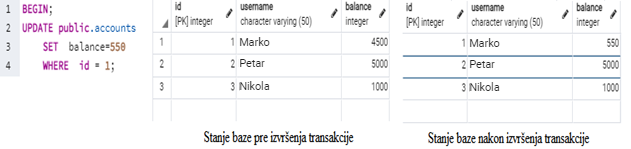 1 BEGIN;
2 UPDATE public.accounts
3 SET balance=550
4 WHERE id = 1;
id username balance
[PK] integer character varying (50) integer
1 1 Marko 4500
2 2 Petar 5000
3 3 Nikola 1000
Stanje baze pre izvršenja transakcije
id username balance
[PK] integer character varying (50) integer
1 Marko 550
2 Petar 5000
3 Nikola 1000
Stanje baze nakon izvršenja transakcije